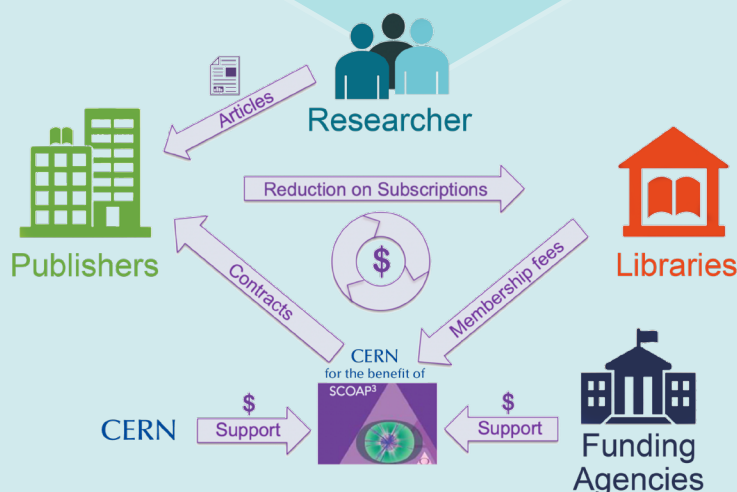 Researcher
Articles
Publishers
Reduction on Subscriptions
Libraries
$
Contracts
Membership fees
CERN
for the benefit of
SCOAP³
CERN
$
Support
$
Support
Funding
Agencies